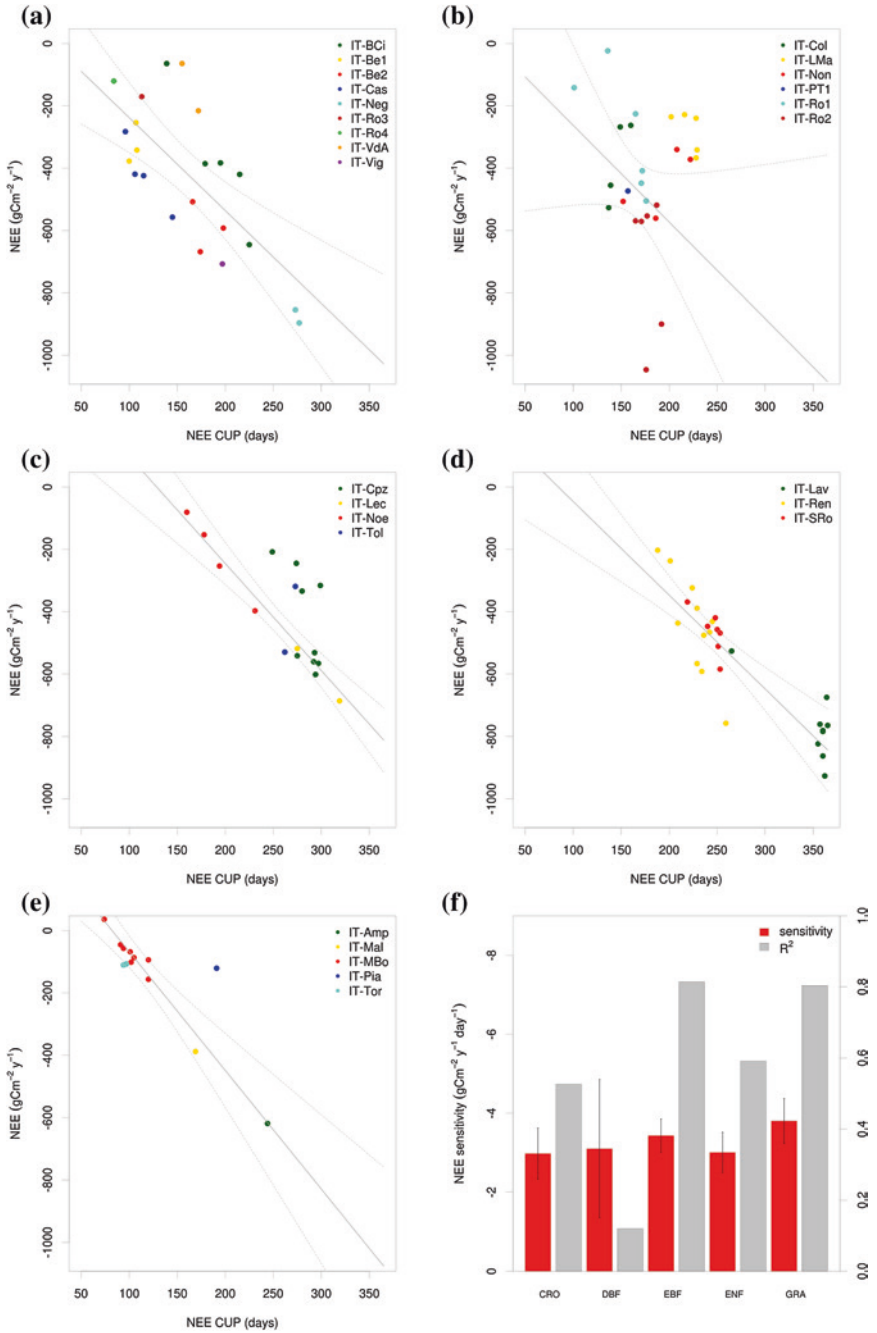 (a)
NEE (gCm⁻² y⁻¹)
0
-200
-400
-600
-800
-1000
50 100 150 200 250 300 350
NEE CUP (days)
IT-BCi
IT-Be1
IT-Be2
IT-Cas
IT-Neg
IT-Ro3
IT-Ro4
IT-VdA
IT-Vig
(b)
NEE (gCm⁻² y⁻¹)
0
-200
-400
-600
-800
-1000
50 100 150 200 250 300 350
NEE CUP (days)
IT-Col
IT-LMa
IT-Non
IT-PT1
IT-Ro1
IT-Ro2
(c)
NEE (gCm⁻² y⁻¹)
0
-200
-400
-600
-800
-1000
50 100 150 200 250 300 350
NEE CUP (days)
IT-Cpz
IT-Lec
IT-Noe
IT-Tol
(d)
NEE (gCm⁻² y⁻¹)
0
-200
-400
-600
-800
-1000
50 100 150 200 250 300 350
NEE CUP (days)
IT-Lav
IT-Ren
IT-SRo
(e)
NEE (gCm⁻² y⁻¹)
0
-200
-400
-600
-800
-1000
50 100 150 200 250 300 350
NEE CUP (days)
IT-Amp
IT-Mal
IT-MBo
IT-Pia
IT-Tor
(f)
NEE sensitivity (gCm⁻² y⁻¹ day⁻¹)
-8
-6
-4
-2
0
sensitivity
R²
1.0
0.8
0.6
0.4
0.2
0.0
CRO DBF EBF ENF GRA